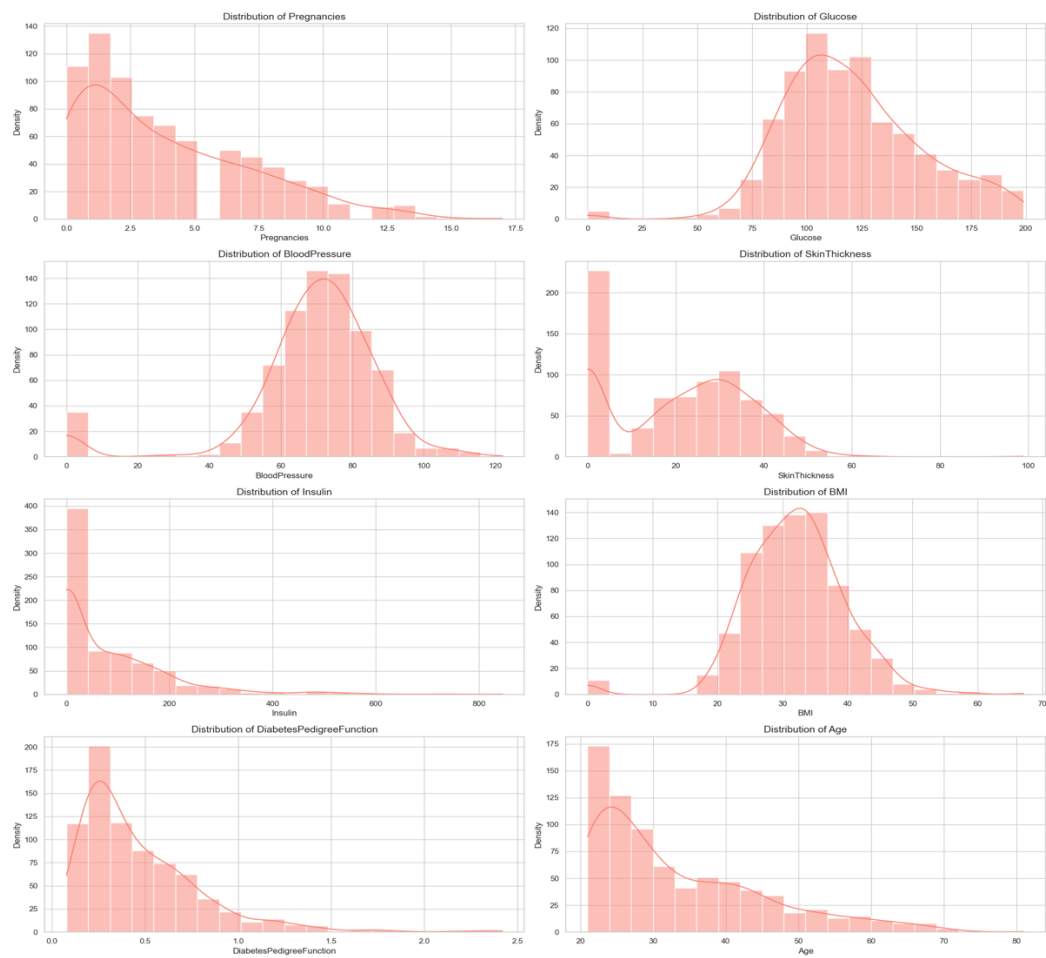 Distribution of Pregnancies
140
120
100
80
60
40
20
0
Density
0.0 2.5 5.0 7.5 10.0 12.5 15.0 17.5
Pregnancies
Distribution of Glucose
120
100
80
60
40
20
0
Density
0 25 50 75 100 125 150 175 200
Glucose
Distribution of BloodPressure
140
120
100
80
60
40
20
0
Density
0 20 40 60 80 100 120
BloodPressure
Distribution of SkinThickness
200
150
100
50
0
Density
0 20 40 60 80 100
SkinThickness
Distribution of Insulin
400
350
300
250
200
150
100
50
0
Density
0 200 400 600 800
Insulin
Distribution of BMI
140
120
100
80
60
40
20
0
Density
0 10 20 30 40 50 60 70
BMI
Distribution of DiabetesPedigreeFunction
200
175
150
125
100
75
50
25
0
Density
0.0 0.5 1.0 1.5 2.0 2.5
DiabetesPedigreeFunction
Distribution of Age
175
150
125
100
75
50
25
0
Density
20 30 40 50 60 70 80
Age